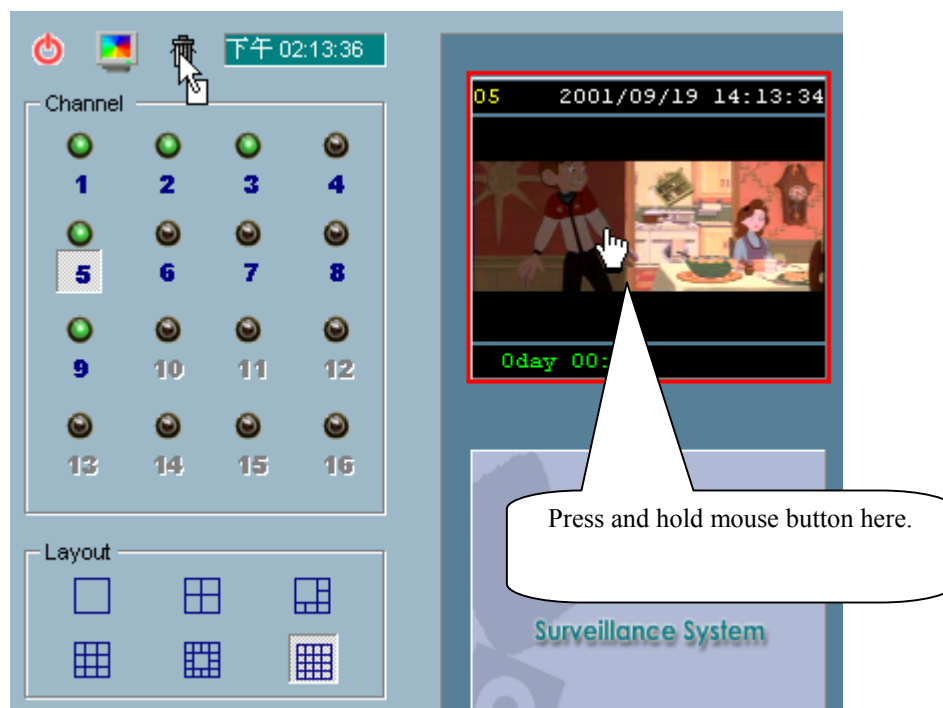 下午 02:13:36
Channel
1 2 3 4
5 6 7 8
9 10 11 12
13 14 15 16
Layout
05 2001/09/19 14:13:34
0day 00:
Press and hold mouse button here.
Surveillance System